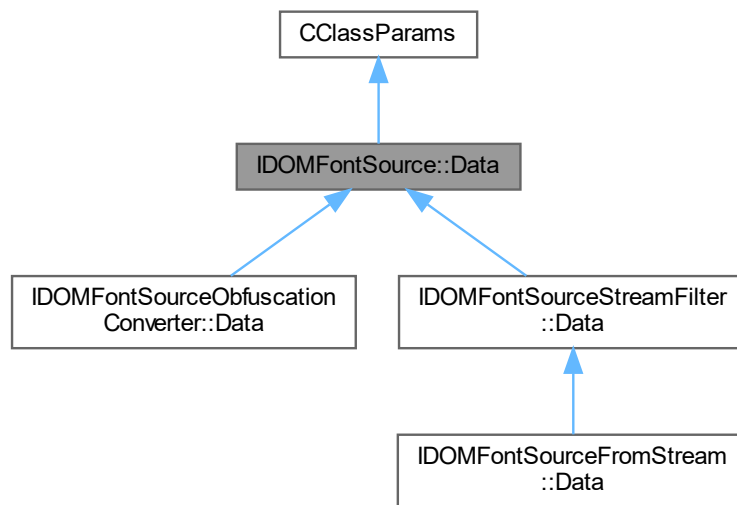 CClassParams
IDOMFontSource::Data
IDOMFontSourceObfuscation
Converter::Data
IDOMFontSourceStreamFilter
::Data
IDOMFontSourceFromStream
::Data